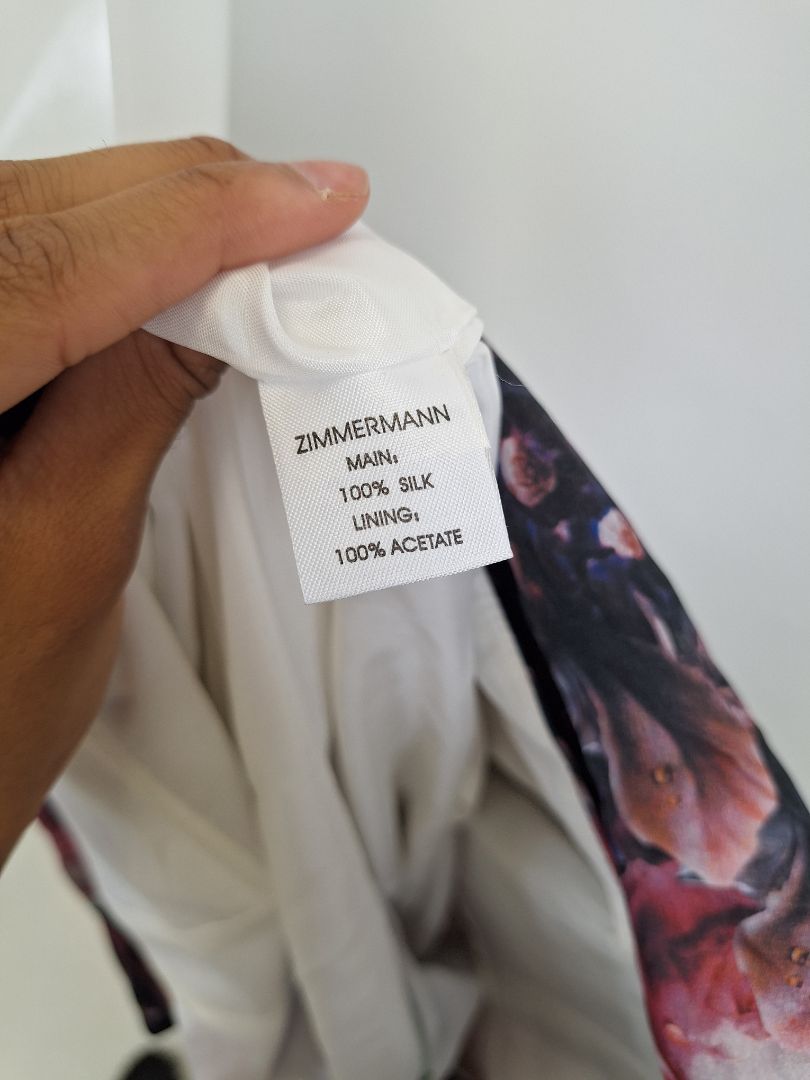 ZIMMERMANN
MAIN:
100% SILK
LINING:
100% ACETATE